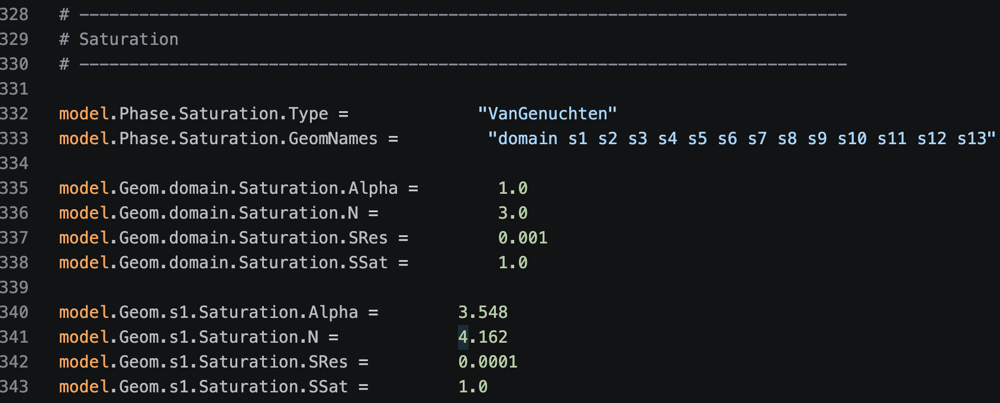 328 # -----------------------------------------------------------------------------
329 # Saturation
330 # -----------------------------------------------------------------------------
331
332 model.Phase.Saturation.Type = "VanGenuchten"
333 model.Phase.Saturation.GeomNames = "domain s1 s2 s3 s4 s5 s6 s7 s8 s9 s10 s11 s12 s13"
334
335 model.Geom.domain.Saturation.Alpha = 1.0
336 model.Geom.domain.Saturation.N = 3.0
337 model.Geom.domain.Saturation.SRes = 0.001
338 model.Geom.domain.Saturation.SSat = 1.0
339
340 model.Geom.s1.Saturation.Alpha = 3.548
341 model.Geom.s1.Saturation.N = 4.162
342 model.Geom.s1.Saturation.SRes = 0.0001
343 model.Geom.s1.Saturation.SSat = 1.0